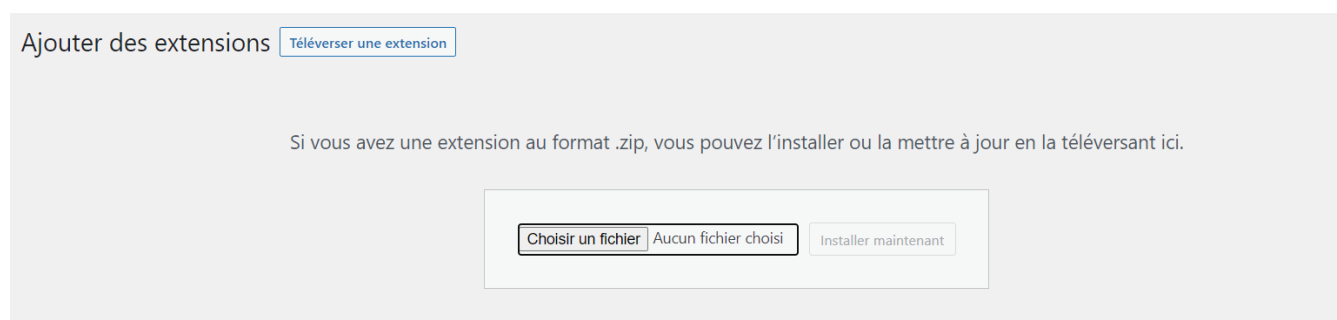 Ajouter des extensions Téléverser une extension
Si vous avez une extension au format .zip, vous pouvez l’installer ou la mettre à jour en la téléversant ici.
Choisir un fichier Aucun fichier choisi Installer maintenant